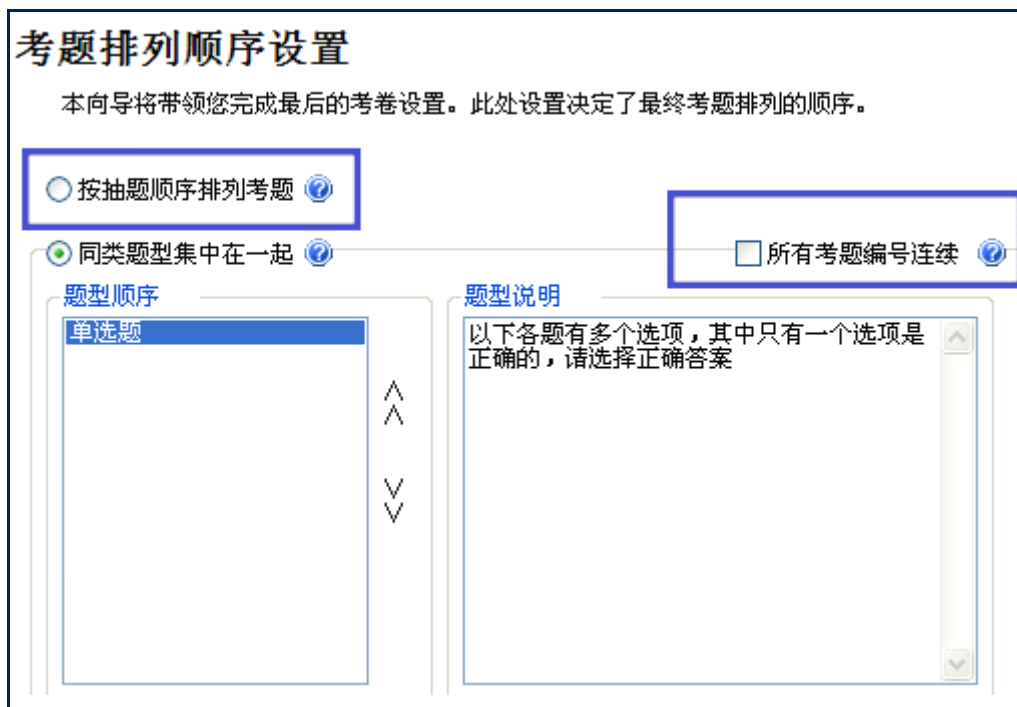 考题排列顺序设置
本向导将带领您完成最后的考卷设置。此处设置决定了最终考题排列的顺序。
按抽题顺序排列考题
同类题型集中在一起
所有考题编号连续
题型顺序
题型说明
单选题
以下各题有多个选项，其中只有一个选项是
正确的，请选择正确答案